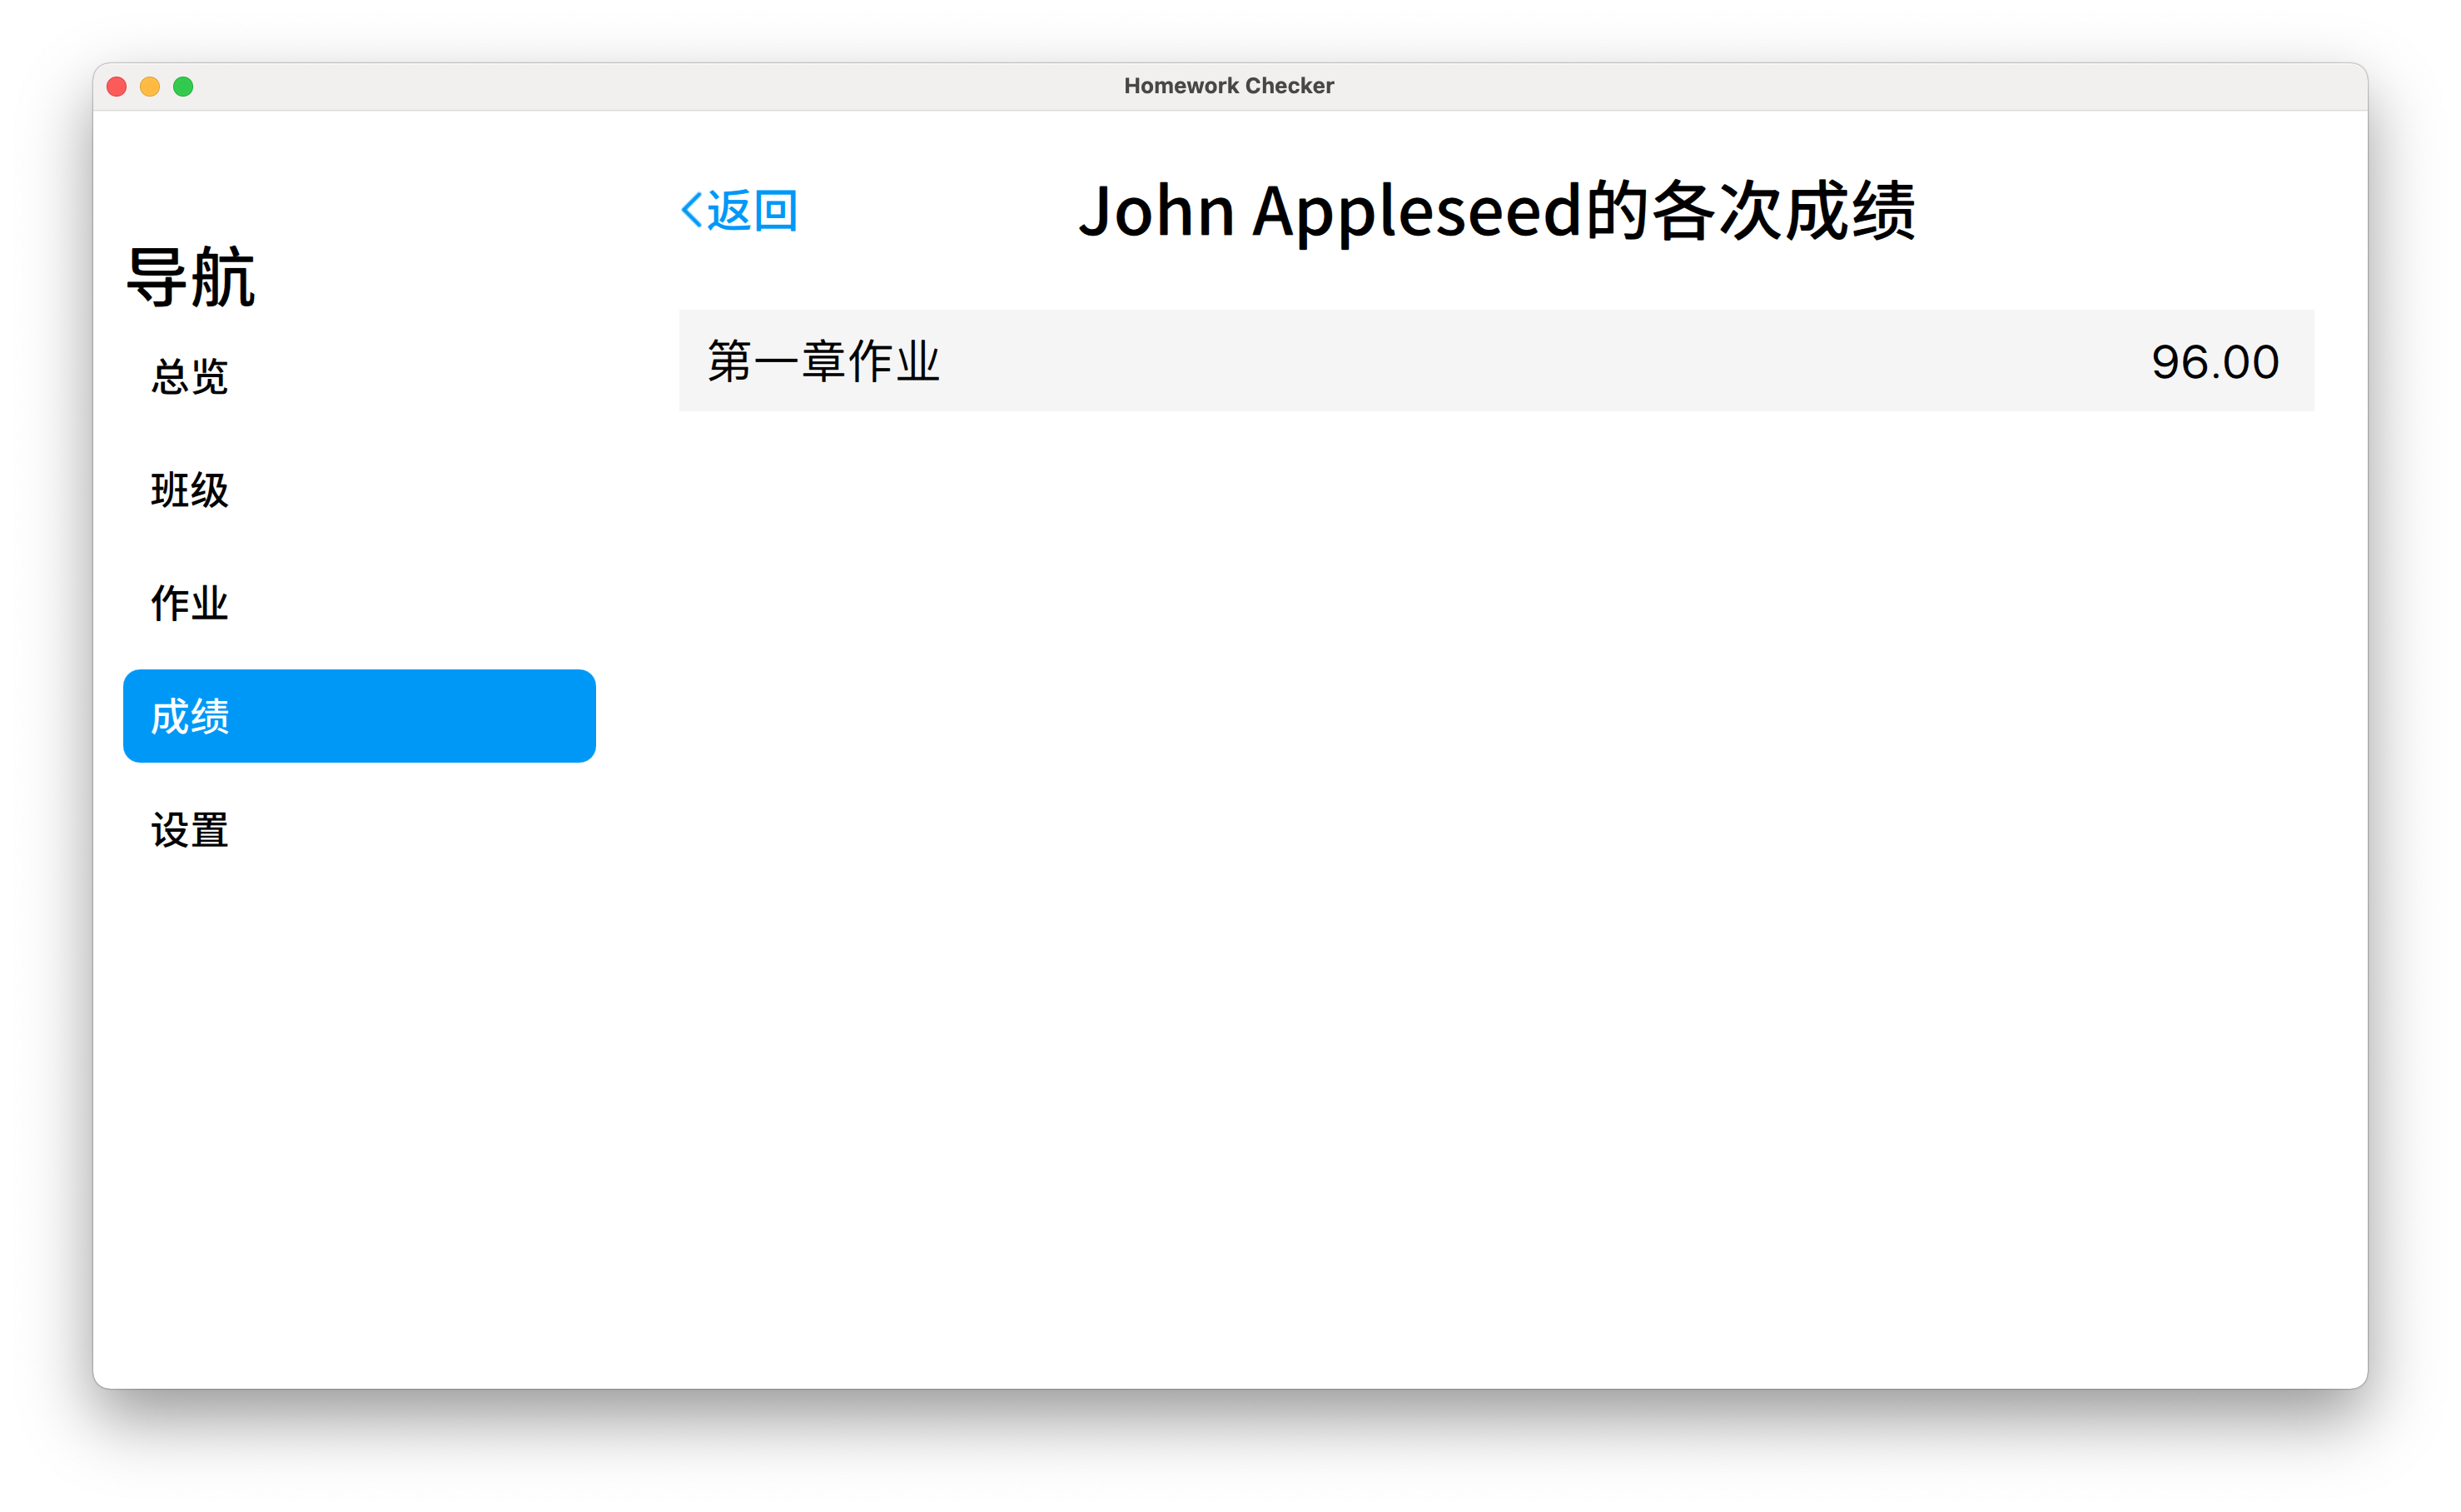 Homework Checker
导航
总览
班级
作业
成绩
设置
返回
John Appleseed的各次成绩
第一章作业 96.00